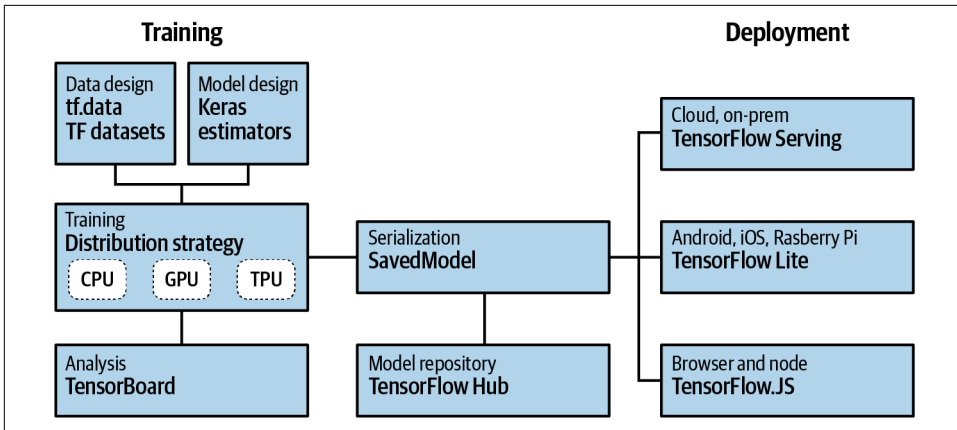 Training
Deployment
Data design
tf.data
TF datasets
Model design
Keras
estimators
Training
Distribution strategy
CPU
GPU
TPU
Analysis
TensorBoard
Serialization
SavedModel
Model repository
TensorFlow Hub
Cloud, on-prem
TensorFlow Serving
Android, iOS, Rasberry Pi
TensorFlow Lite
Browser and node
TensorFlow.JS